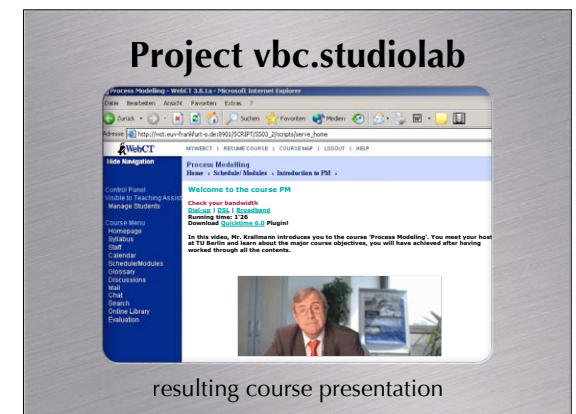 Project vbc.studiolab
Process Modelling - WebCT 3.8.1a - Microsoft Internet Explorer
Datei Bearbeiten Ansicht Favoriten Extras ?
Zurück Suchen Favoriten Medien
Adresse http://vst.euv-frankfurt-o.de:8901/SCRIPT/SS03_2/scripts/serve_home
WebCT MYWEBCT | RESUME COURSE | COURSE MAP | LOGOUT | HELP
Hide Navigation
Process Modelling
Home › Schedule/ Modules › Introduction to PM ›
Control Panel
Visible to Teaching Assist
Manage Students
Course Menu
Homepage
Syllabus
Staff
Calendar
Schedule/Modules
Glossary
Discussions
Mail
Chat
Search
Online Library
Evaluation
Welcome to the course PM
Check your bandwidth
Dial-up | DSL | Broadband
Running time: 1'26
Download Quicktime 6.0 Plugin!
In this video, Mr. Krallmann introduces you to the course 'Process Modeling'. You meet your host
at TU Berlin and learn about the major course objectives, you will have achieved after having
worked through all the contents.
resulting course presentation